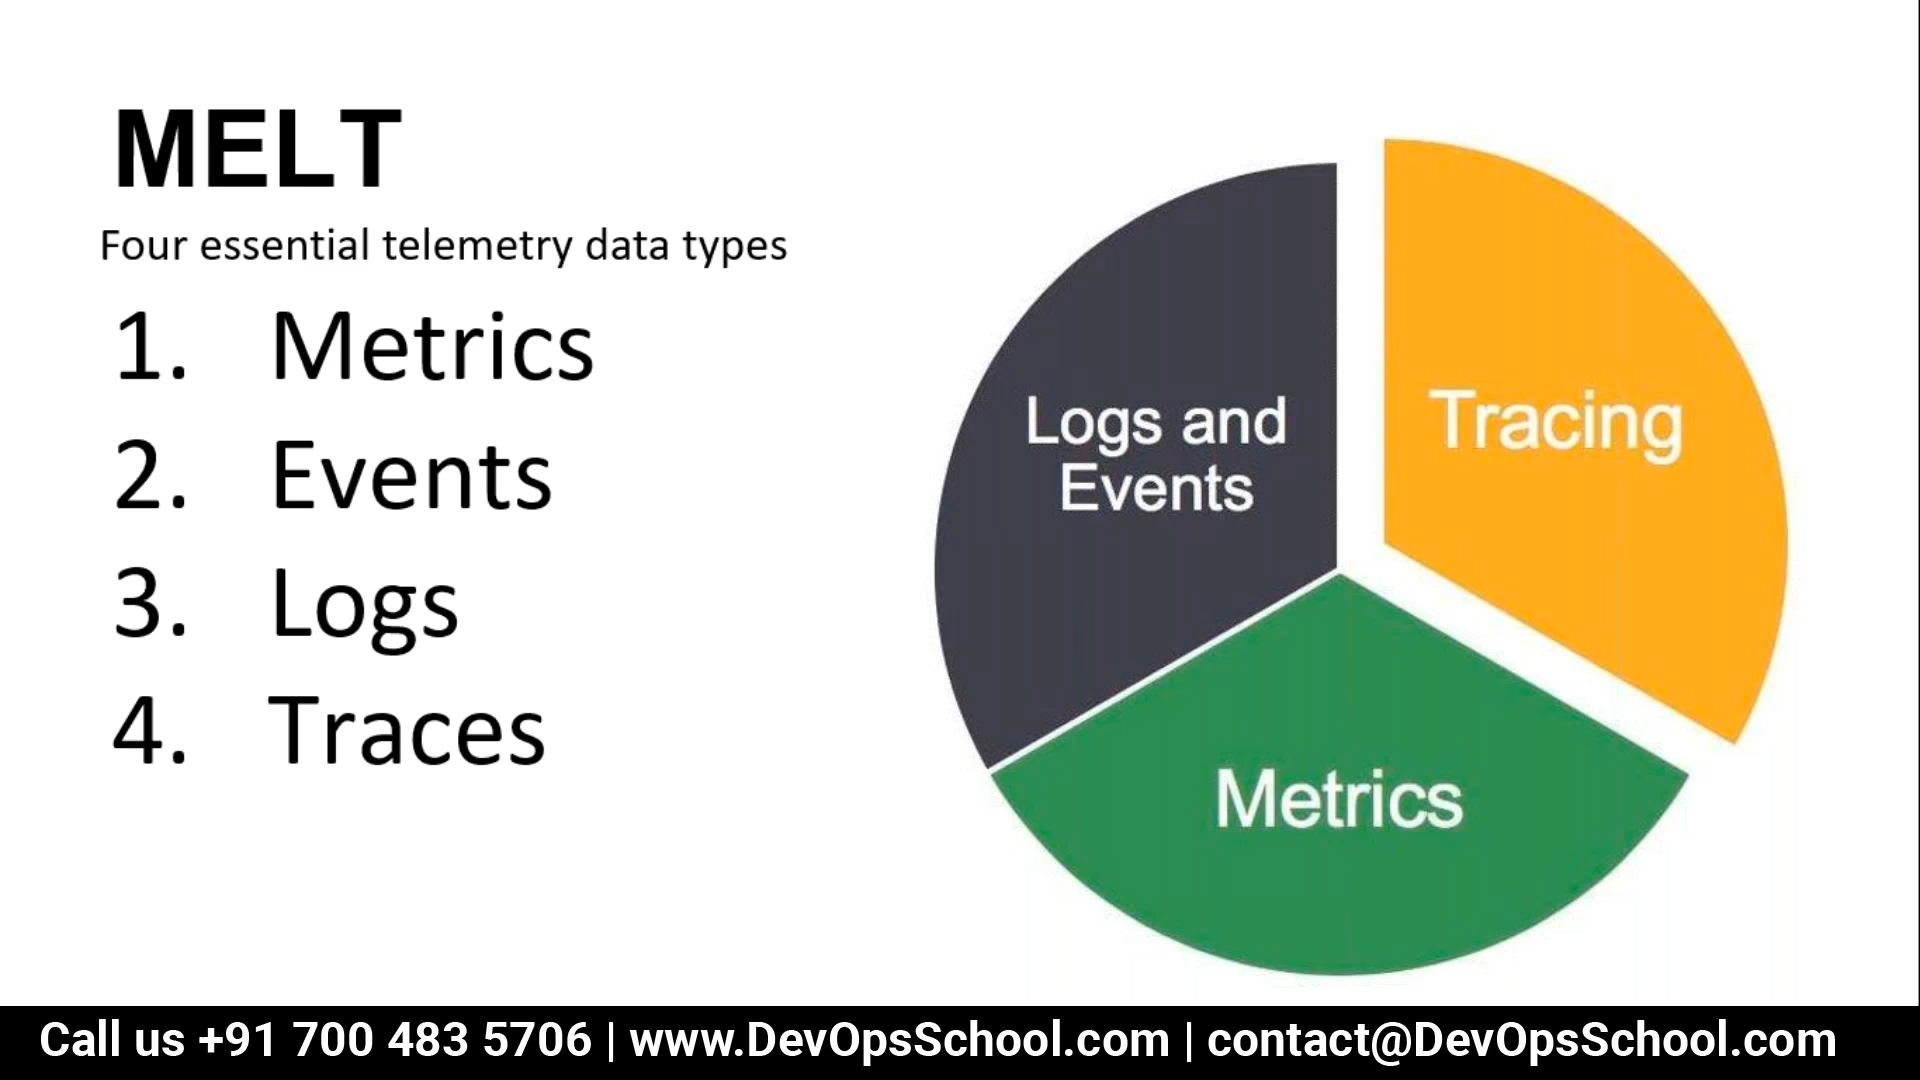 MELT
Four essential telemetry data types
1. Metrics
2. Events
3. Logs
4. Traces
Logs and
Events
Tracing
Metrics
Call us +91 700 483 5706 | www.DevOpsSchool.com | contact@DevOpsSchool.com